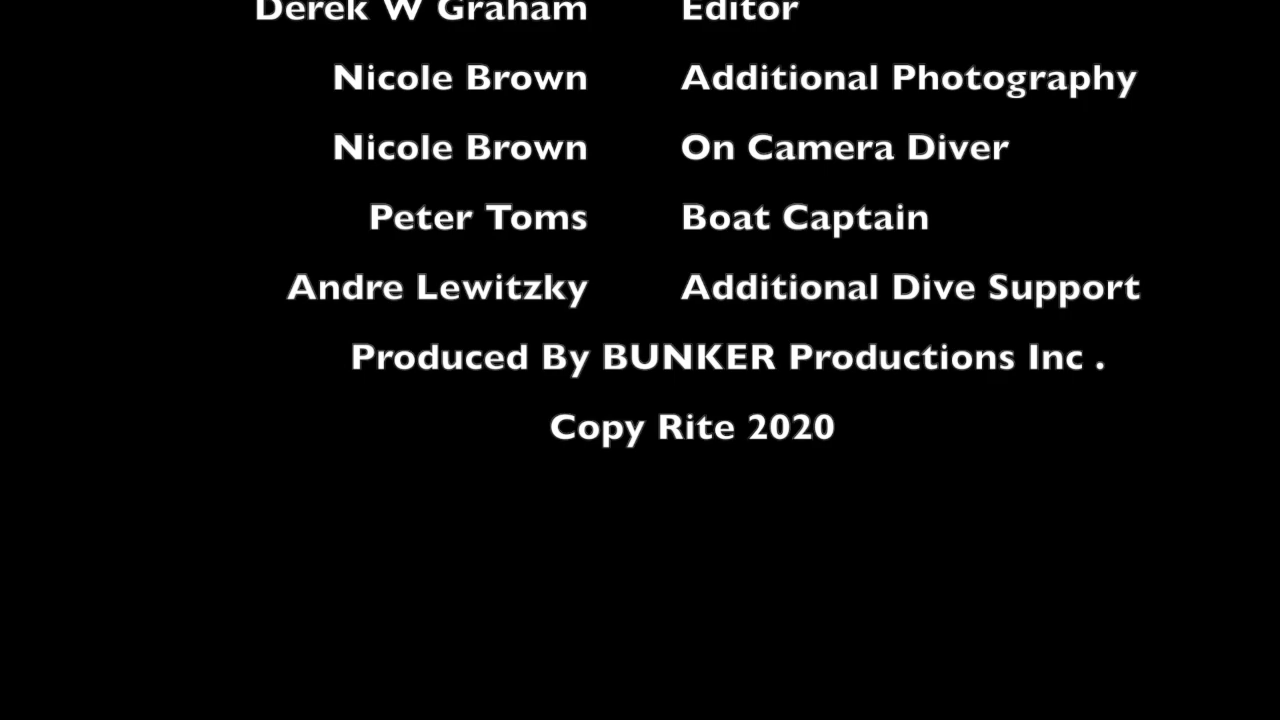 Derek W Graham Editor
Nicole Brown Additional Photography
Nicole Brown On Camera Diver
Peter Toms Boat Captain
Andre Lewitzky Additional Dive Support
Produced By BUNKER Productions Inc .
Copy Rite 2020